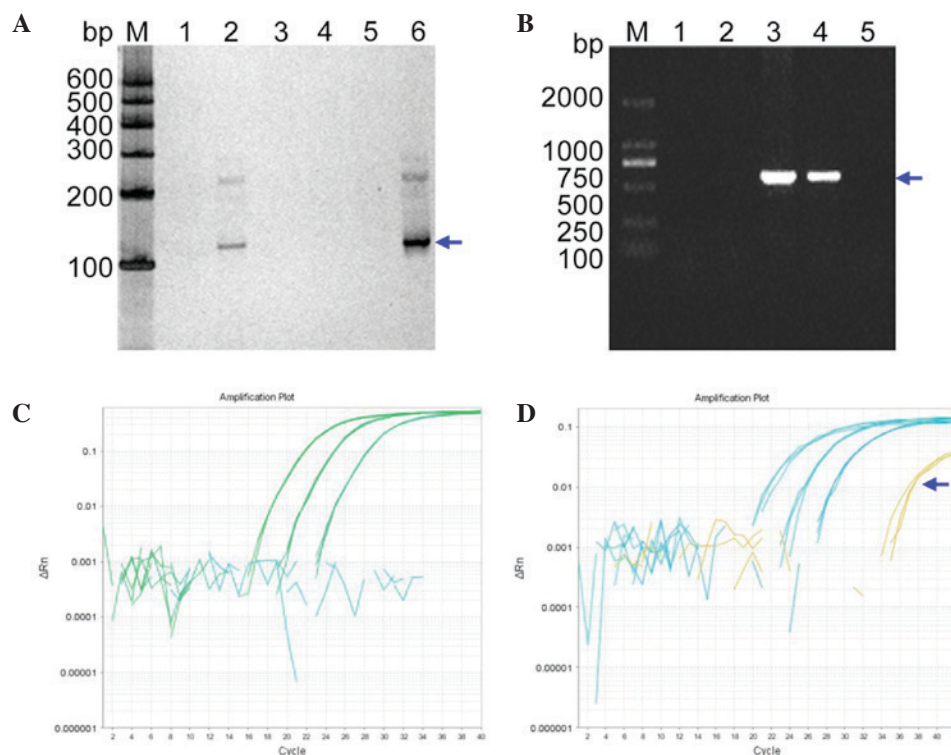 A
bp M 1 2 3 4 5 6
600
500
400
300
200
100
B
bp M 1 2 3 4 5
2000
1000
750
500
250
100
C
Amplification Plot
0.1
0.01
0.001
0.0001
0.00001
0.000001
ΔRn
2 4 6 8 10 12 14 16 18 20 22 24 26 28 30 32 34 36 38 40
Cycle
D
Amplification Plot
0.1
0.01
0.001
0.0001
0.00001
0.000001
ΔRn
2 4 6 8 10 12 14 16 18 20 22 24 26 28 30 32 34 36 38 40
Cycle